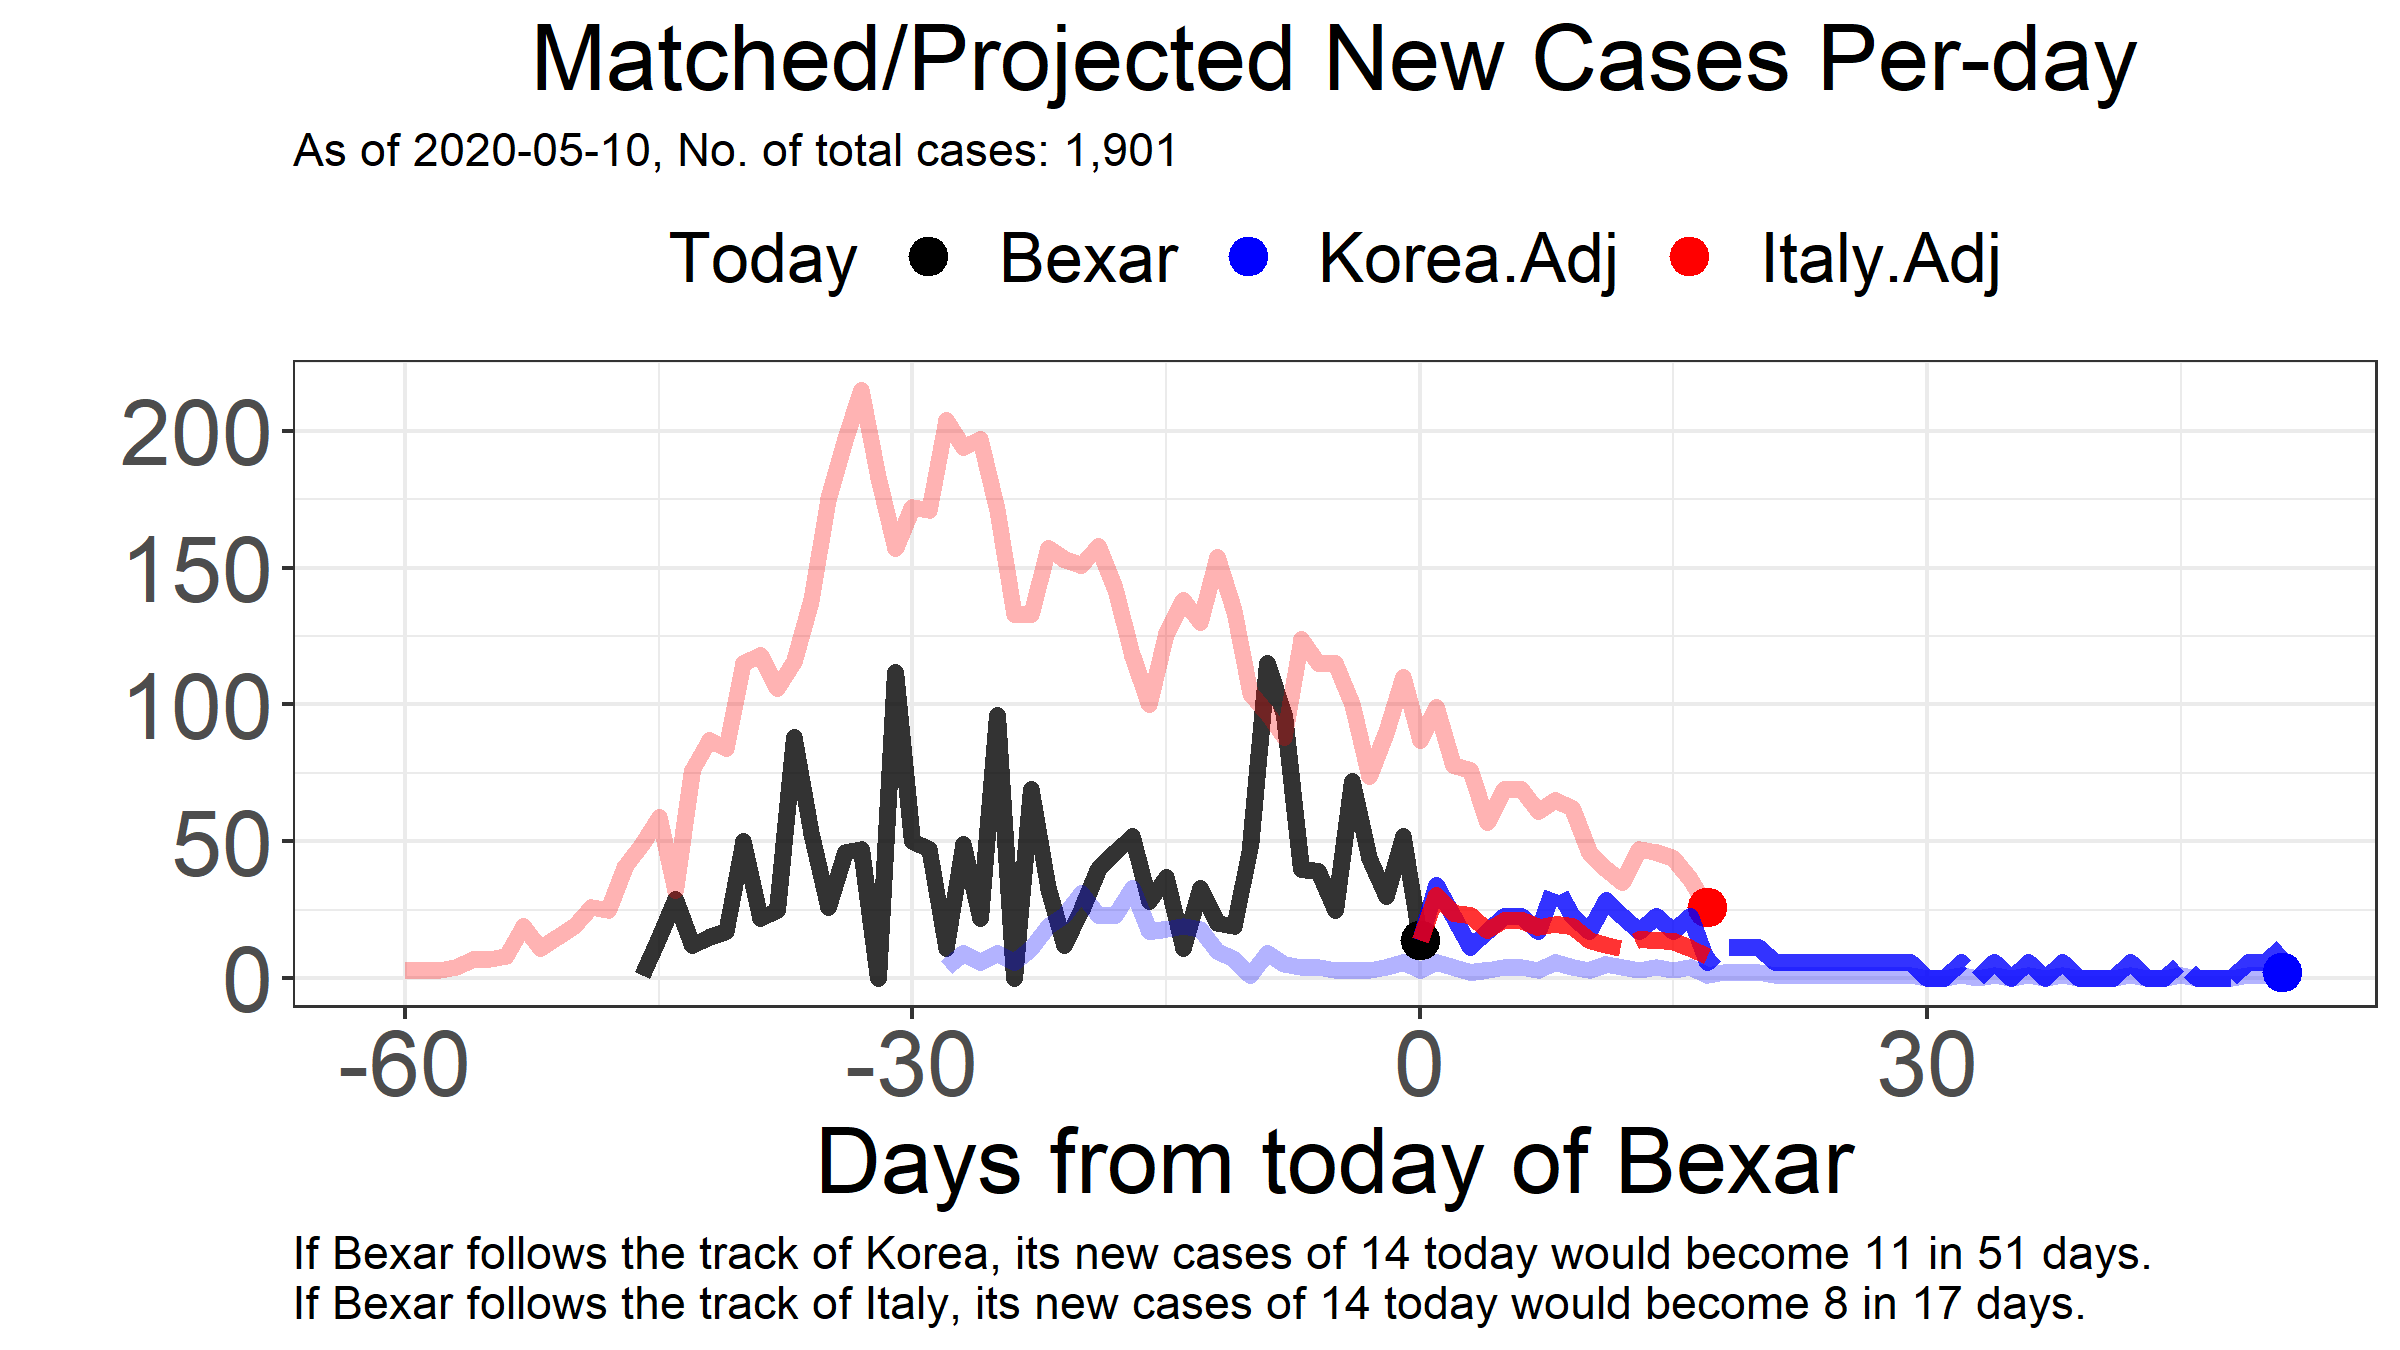 Matched/Projected New Cases Per-day
As of 2020-05-10, No. of total cases: 1,901
Today Bexar Korea.Adj Italy.Adj
200
150
100
50
0
-60 -30 0 30
Days from today of Bexar
If Bexar follows the track of Korea, its new cases of 14 today would become 11 in 51 days.
If Bexar follows the track of Italy, its new cases of 14 today would become 8 in 17 days.